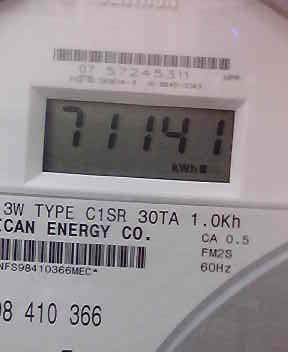 07 57245311
71141
kWh
3W TYPE C1SR 30TA 1.0Kh
ICAN ENERGY CO.
CA 0.5
FM2S
60Hz
NFS98410366MEC*
98 410 366